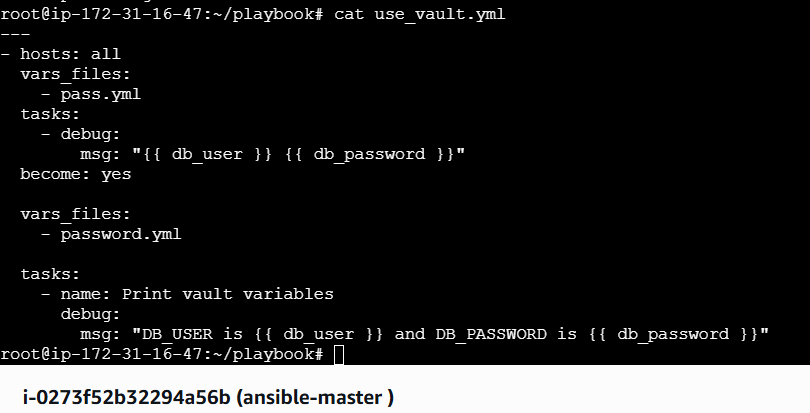 root@ip-172-31-16-47:~/playbook# cat use_vault.yml
---
- hosts: all
  vars_files:
    - pass.yml
  tasks:
    - debug:
        msg: "{{ db_user }} {{ db_password }}"
  become: yes

  vars_files:
    - password.yml

  tasks:
    - name: Print vault variables
      debug:
        msg: "DB_USER is {{ db_user }} and DB_PASSWORD is {{ db_password }}"
root@ip-172-31-16-47:~/playbook#
i-0273f52b32294a56b (ansible-master )